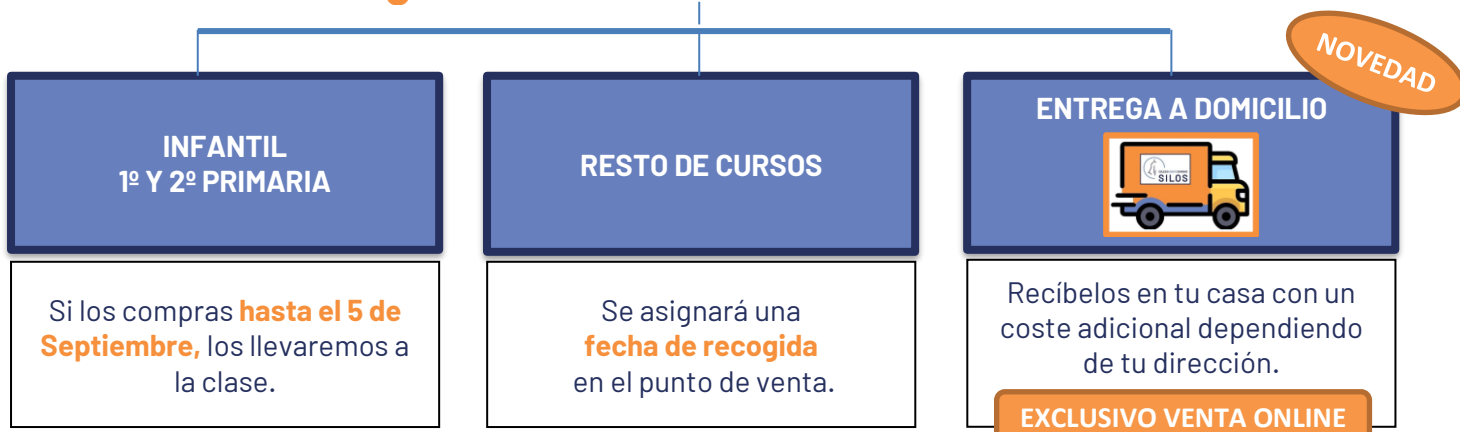 NOVEDAD
INFANTIL
1º Y 2º PRIMARIA
RESTO DE CURSOS
ENTREGA A DOMICILIO
SILOS
Si los compras hasta el 5 de
Septiembre, los llevaremos a
la clase.
Se asignará una
fecha de recogida
en el punto de venta.
Recíbelos en tu casa con un
coste adicional dependiendo
de tu dirección.
EXCLUSIVO VENTA ONLINE